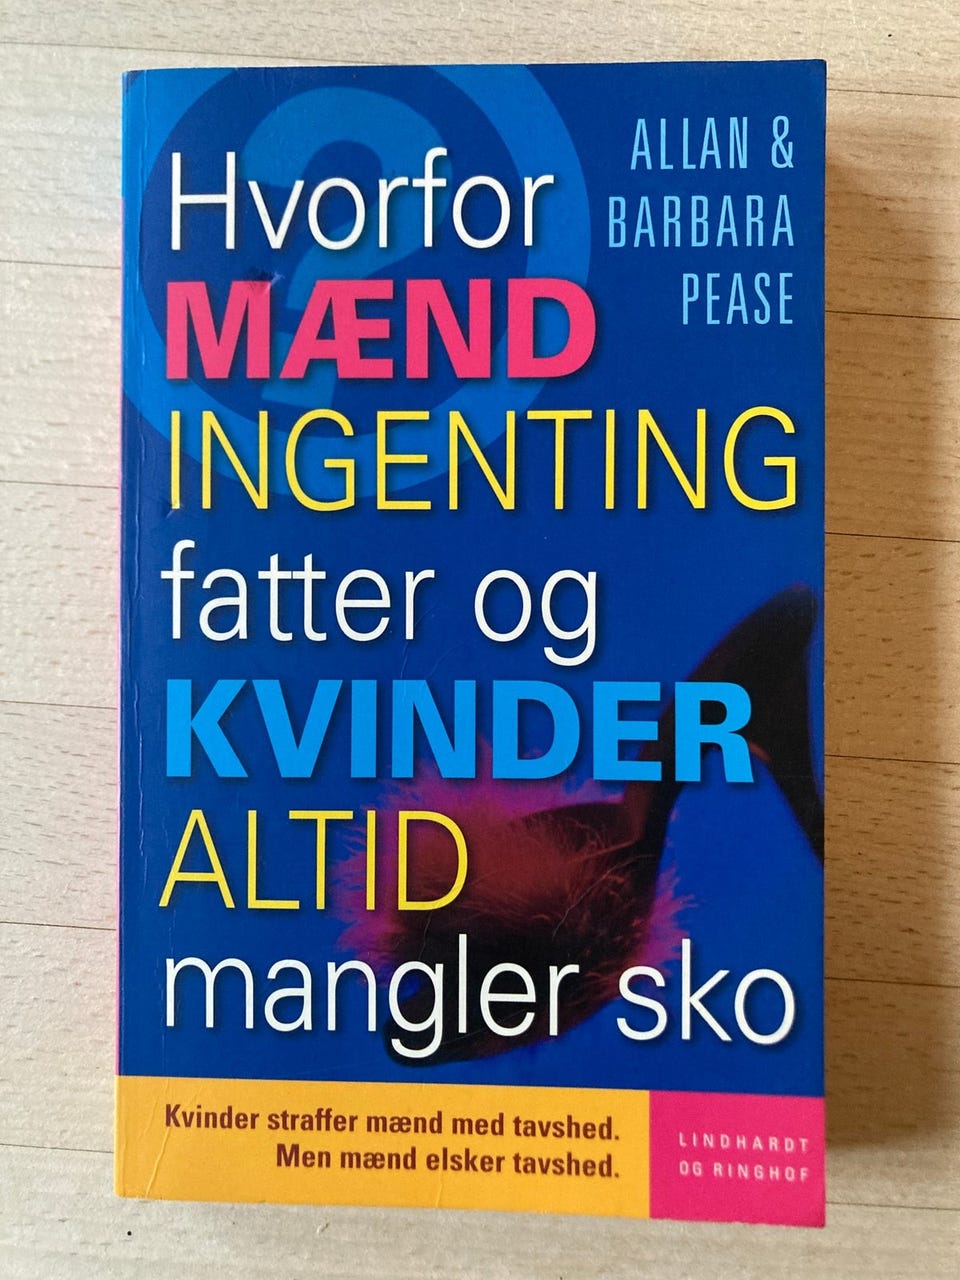 Hvorfor
MÆND
INGENTING
fatter og
KVINDER
ALTID
mangler sko
ALLAN &
BARBARA
PEASE
Kvinder straffer mænd med tavshed.
Men mænd elsker tavshed.
LINDHARDT
OG RINGHOF